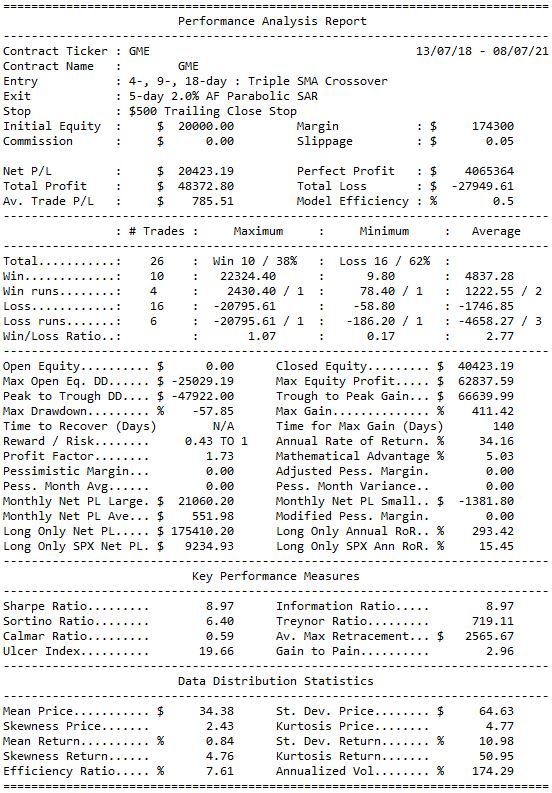 Performance Analysis Report
Contract Ticker : GME 13/07/18 - 08/07/21
Contract Name : GME
Entry : 4-, 9-, 18-day : Triple SMA Crossover
Exit : 5-day 2.0% AF Parabolic SAR
Stop : $500 Trailing Close Stop
Initial Equity : $ 20000.00 Margin : $ 174300
Commission : $ 0.00 Slippage : $ 0.05
Net P/L : $ 20423.19 Perfect Profit : $ 4065364
Total Profit : $ 48372.80 Total Loss : $ -27949.61
Av. Trade P/L : $ 785.51 Model Efficiency : % 0.5
: # Trades : Maximum : Minimum : Average
Total...........: 26 : Win 10 / 38% : Loss 16 / 62% :
Win.............: 10 : 22324.40 : 9.80 : 4837.28
Win runs........: 4 : 2430.40 / 1 : 78.40 / 1 : 1222.55 / 2
Loss............: 16 : -20795.61 : -58.80 : -1746.85
Loss runs.......: 6 : -20795.61 / 1 : -186.20 / 1 : -4658.27 / 3
Win/Loss Ratio..: : 1.07 : 0.17 : 2.77
Open Equity.......... $ 0.00 Closed Equity......... $ 40423.19
Max Open Eq. DD...... $ -25029.19 Max Equity Profit..... $ 62837.59
Peak to Trough DD.... $ -47922.00 Trough to Peak Gain... $ 66639.99
Max Drawdown......... % -57.85 Max Gain.............. % 411.42
Time to Recover (Days) N/A Time for Max Gain (Days) 140
Reward / Risk........ 0.43 TO 1 Annual Rate of Return. % 34.16
Profit Factor........ 1.73 Mathematical Advantage % 5.03
Pessimistic Margin... 0.00 Adjusted Pess. Margin. 0.00
Pess. Month Avg...... 0.00 Pess. Month Variance.. 0.00
Monthly Net PL Large. $ 21060.20 Monthly Net PL Small.. $ -1381.80
Monthly Net PL Ave... $ 551.98 Modified Pess. Margin. 0.00
Long Only Net PL..... $ 175410.20 Long Only Annual RoR.. % 293.42
Long Only SPX Net PL. $ 9234.93 Long Only SPX Ann RoR. % 15.45
Key Performance Measures
Sharpe Ratio......... 8.97 Information Ratio..... 8.97
Sortino Ratio........ 6.40 Treynor Ratio......... 719.11
Calmar Ratio......... 0.59 Av. Max Retracement... $ 2565.67
Ulcer Index.......... 19.66 Gain to Pain.......... 2.96
Data Distribution Statistics
Mean Price........... $ 34.38 St. Dev. Price........ $ 64.63
Skewness Price....... 2.43 Kurtosis Price........ 4.77
Mean Return.......... % 0.84 St. Dev. Return....... % 10.98
Skewness Return...... 4.76 Kurtosis Return....... 50.95
Efficiency Ratio..... % 7.61 Annualized Vol........ % 174.29